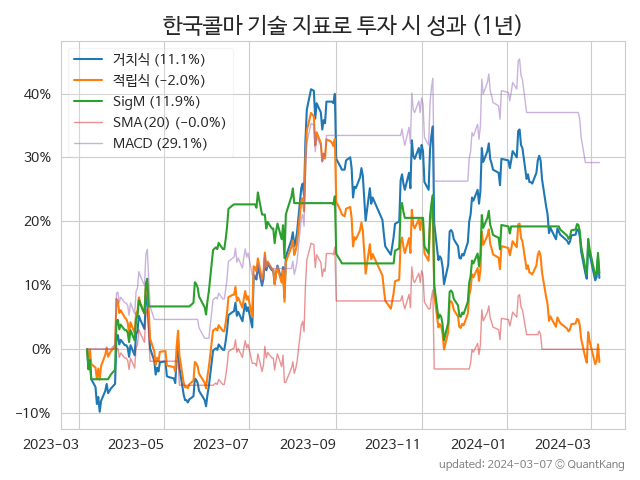 한국콜마 기술 지표로 투자 시 성과 (1년)
거치식 (11.1%)
적립식 (−2.0%)
SigM (11.9%)
SMA(20) (−0.0%)
MACD (29.1%)
40%
30%
20%
10%
0%
−10%
2023-03 2023-05 2023-07 2023-09 2023-11 2024-01 2024-03
updated: 2024-03-07 © QuantKang